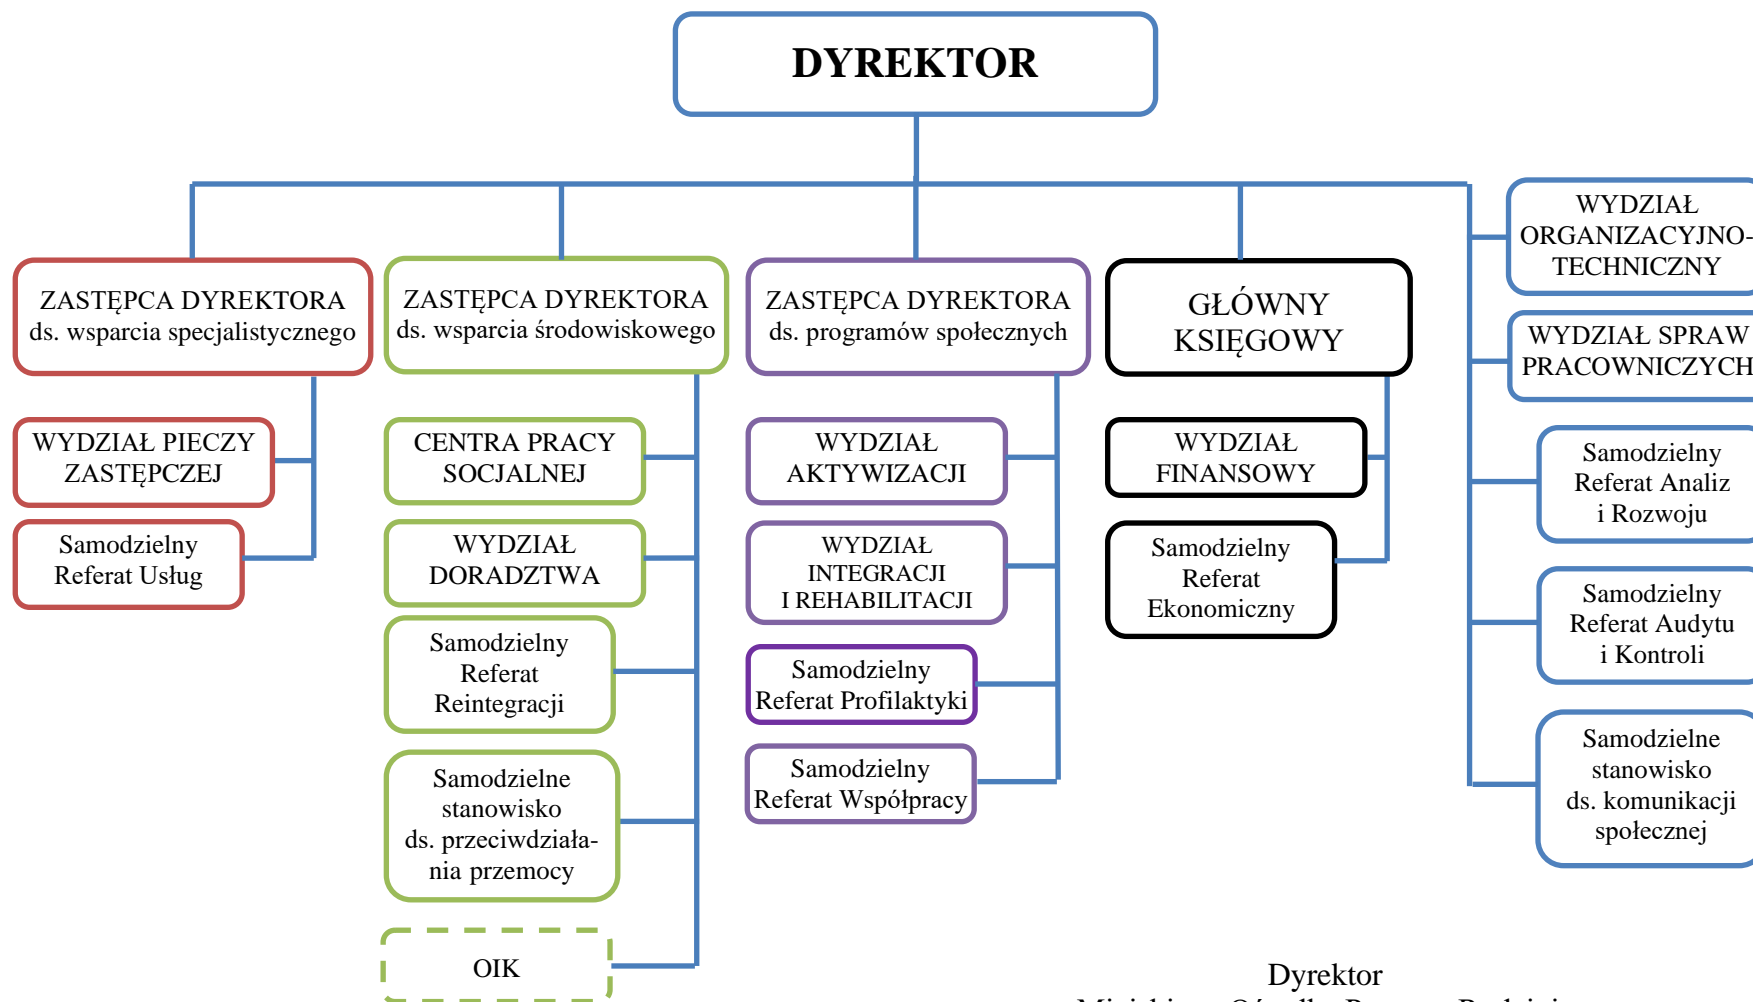 DYREKTOR
ZASTĘPCA DYREKTORA
ds. wsparcia specjalistycznego
WYDZIAŁ PIECZY
ZASTĘPCZEJ
Samodzielny
Referat Usług
ZASTĘPCA DYREKTORA
ds. wsparcia środowiskowego
CENTRA PRACY
SOCJALNEJ
WYDZIAŁ
DORADZTWA
Samodzielny
Referat
Reintegracji
Samodzielne
stanowisko
ds. przeciwdziała-
nia przemocy
OIK
ZASTĘPCA DYREKTORA
ds. programów społecznych
WYDZIAŁ
AKTYWIZACJI
WYDZIAŁ
INTEGRACJI
I REHABILITACJI
Samodzielny
Referat Profilaktyki
Samodzielny
Referat Współpracy
GŁÓWNY
KSIĘGOWY
WYDZIAŁ
FINANSOWY
Samodzielny
Referat
Ekonomiczny
WYDZIAŁ
ORGANIZACYJNO-
TECHNICZNY
WYDZIAŁ SPRAW
PRACOWNICZYCH
Samodzielny
Referat Analiz
i Rozwoju
Samodzielny
Referat Audytu
i Kontroli
Samodzielne
stanowisko
ds. komunikacji
społecznej
Dyrektor